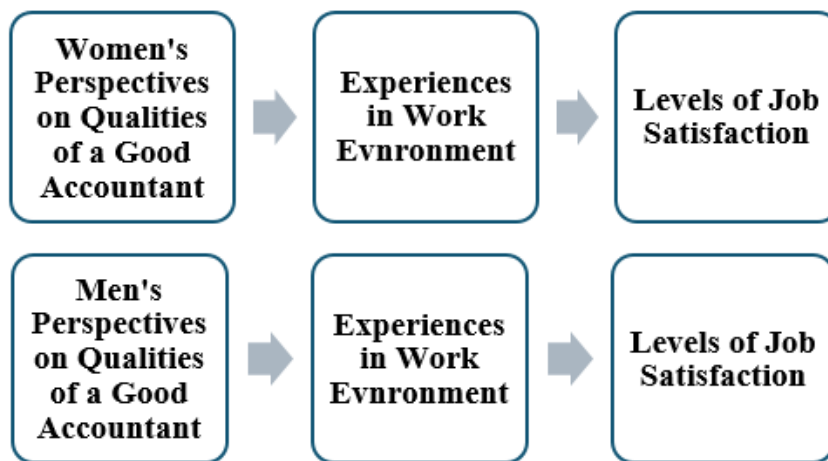 Women's
Perspectives
on Qualities
of a Good
Accountant
Experiences
in Work
Evnronment
Levels of Job
Satisfaction
Men's
Perspectives
on Qualities
of a Good
Accountant
Experiences
in Work
Evnronment
Levels of Job
Satisfaction